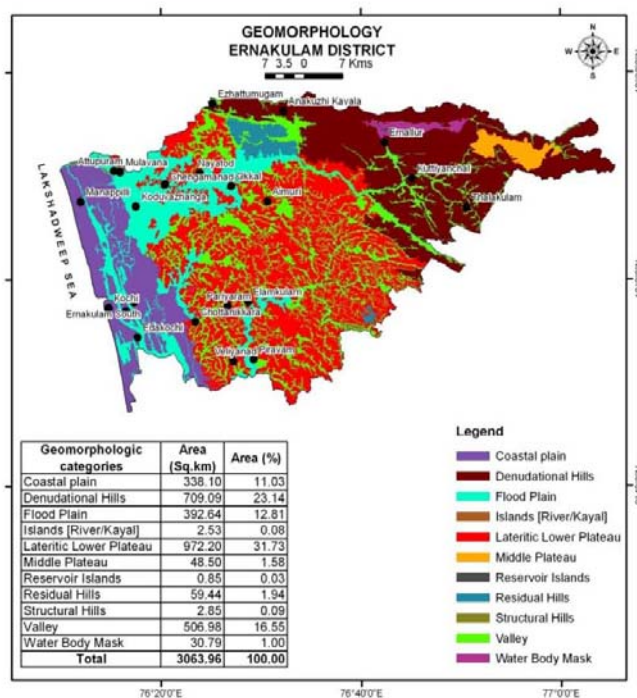 GEOMORPHOLOGY
ERNAKULAM DISTRICT
7 3.5 0 7 Kms
N
W E
S
Ezhattumugam
Anakuzhi Kavala
Attupuram Mulavana
Nayatod
Chengamanad
Manappilli
Koduvazhanga
Aimuri
Kuttiyanchal
Thalakulam
LAKSHADWEEP SEA
Kochi
Ernakulam South
Edakochi
Elamkulam
Chottanikkara
Veliyanad Piravam
Geomorphologic categories Area (Sq.km) Area (%)
Coastal plain 338.10 11.03
Denudational Hills 709.09 23.14
Flood Plain 392.64 12.81
Islands [River/Kayal] 2.53 0.08
Lateritic Lower Plateau 972.20 31.73
Middle Plateau 48.50 1.58
Reservoir Islands 0.85 0.03
Residual Hills 59.44 1.94
Structural Hills 2.85 0.09
Valley 506.98 16.55
Water Body Mask 30.79 1.00
Total 3063.96 100.00
Legend
Coastal plain
Denudational Hills
Flood Plain
Islands [River/Kayal]
Lateritic Lower Plateau
Middle Plateau
Reservoir Islands
Residual Hills
Structural Hills
Valley
Water Body Mask
76°20'0"E 76°40'0"E 77°0'0"E